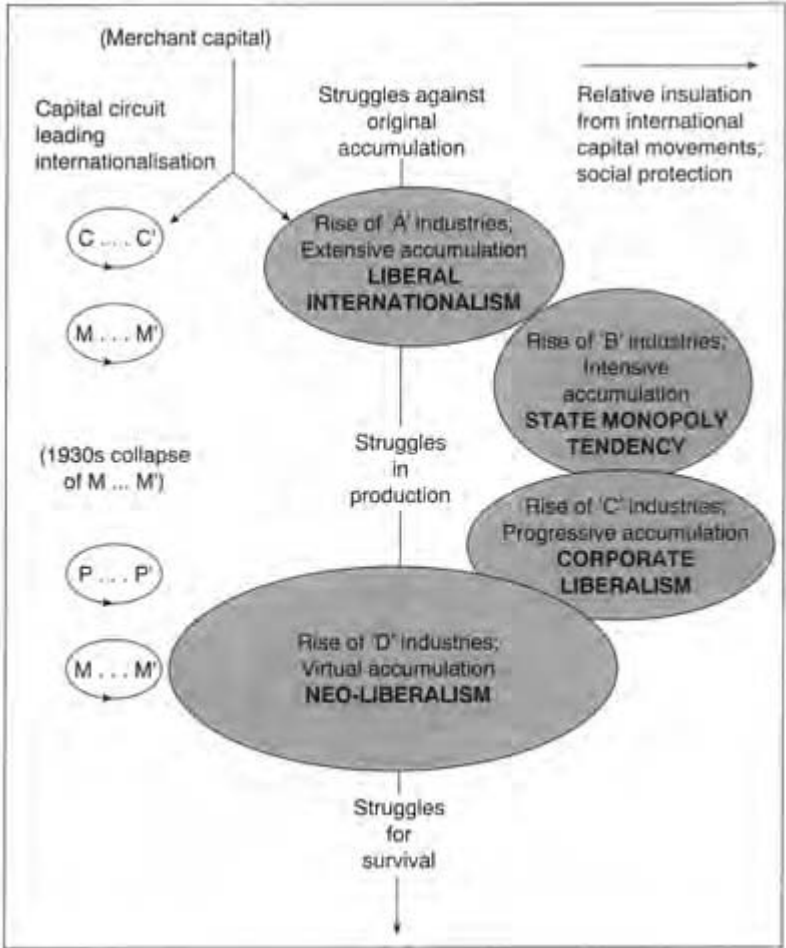 (Merchant capital)
Capital circuit
leading
internationalisation
Struggles against
original
accumulation
Relative insulation
from international
capital movements;
social protection
C .... C'
M ... M'
(1930s collapse
of M ... M')
P ... P'
M ... M'
Rise of 'A' industries;
Extensive accumulation
LIBERAL
INTERNATIONALISM
Rise of 'B' industries;
Intensive
accumulation
STATE MONOPOLY
TENDENCY
Struggles
in
production
Rise of 'C' industries;
Progressive accumulation
CORPORATE
LIBERALISM
Rise of 'D' industries;
Virtual accumulation
NEO-LIBERALISM
Struggles
for
survival